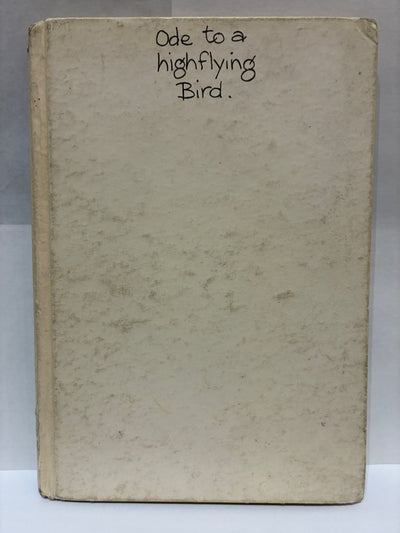 Ode to a
highflying
Bird.